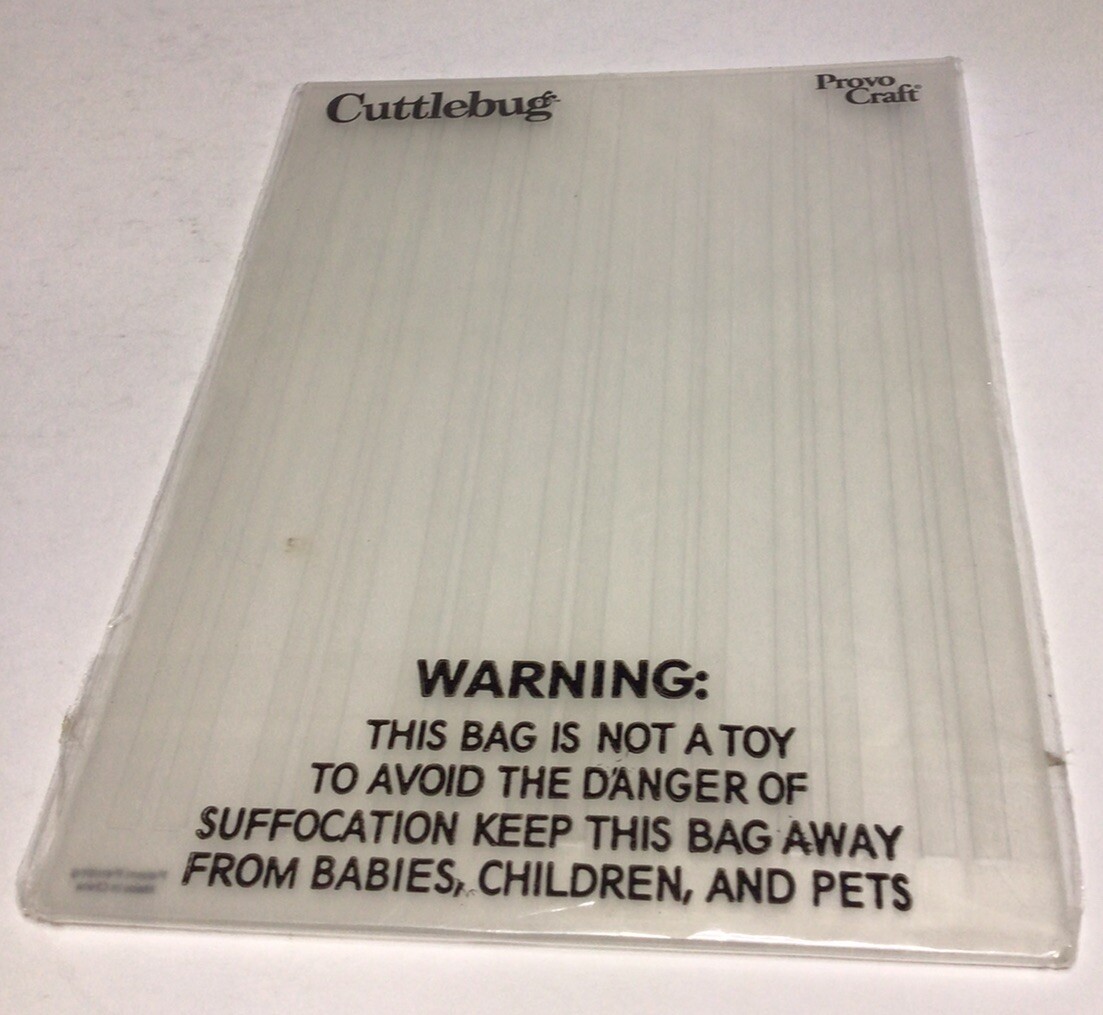 Cuttlebug
Provo
Craft®
WARNING:
THIS BAG IS NOT A TOY
TO AVOID THE DANGER OF
SUFFOCATION KEEP THIS BAG AWAY
FROM BABIES, CHILDREN, AND PETS